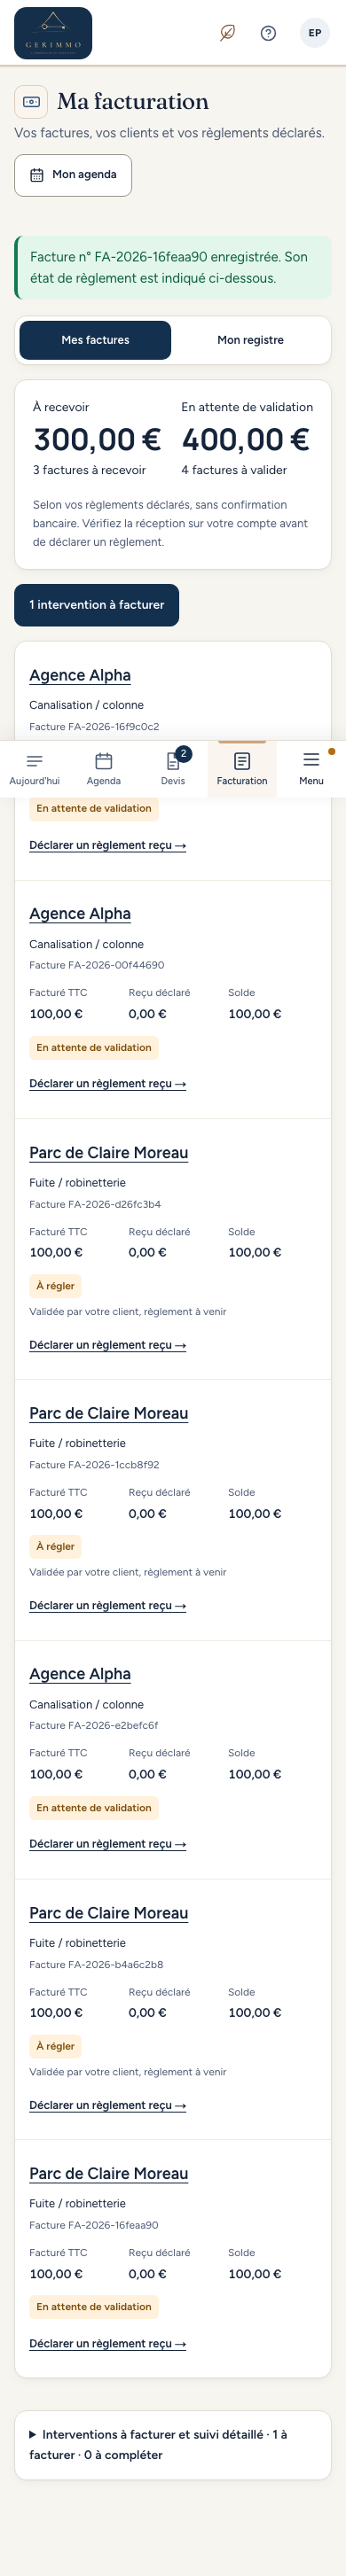 GERIMMO
EP
Ma facturation
Vos factures, vos clients et vos règlements déclarés.
Mon agenda
Facture n° FA-2026-16feaa90 enregistrée. Son
état de règlement est indiqué ci-dessous.
Mes factures
Mon registre
À recevoir
En attente de validation
300,00 €
400,00 €
3 factures à recevoir
4 factures à valider
Selon vos règlements déclarés, sans confirmation
bancaire. Vérifiez la réception sur votre compte avant
de déclarer un règlement.
1 intervention à facturer
Agence Alpha
Canalisation / colonne
Facture FA-2026-16f9c0c2
2
Aujourd'hui
Agenda
Devis
Facturation
Menu
En attente de validation
Déclarer un règlement reçu →
Agence Alpha
Canalisation / colonne
Facture FA-2026-00f44690
Facturé TTC
Reçu déclaré
Solde
100,00 €
0,00 €
100,00 €
En attente de validation
Déclarer un règlement reçu →
Parc de Claire Moreau
Fuite / robinetterie
Facture FA-2026-d26fc3b4
Facturé TTC
Reçu déclaré
Solde
100,00 €
0,00 €
100,00 €
À régler
Validée par votre client, règlement à venir
Déclarer un règlement reçu →
Parc de Claire Moreau
Fuite / robinetterie
Facture FA-2026-1ccb8f92
Facturé TTC
Reçu déclaré
Solde
100,00 €
0,00 €
100,00 €
À régler
Validée par votre client, règlement à venir
Déclarer un règlement reçu →
Agence Alpha
Canalisation / colonne
Facture FA-2026-e2befc6f
Facturé TTC
Reçu déclaré
Solde
100,00 €
0,00 €
100,00 €
En attente de validation
Déclarer un règlement reçu →
Parc de Claire Moreau
Fuite / robinetterie
Facture FA-2026-b4a6c2b8
Facturé TTC
Reçu déclaré
Solde
100,00 €
0,00 €
100,00 €
À régler
Validée par votre client, règlement à venir
Déclarer un règlement reçu →
Parc de Claire Moreau
Fuite / robinetterie
Facture FA-2026-16feaa90
Facturé TTC
Reçu déclaré
Solde
100,00 €
0,00 €
100,00 €
En attente de validation
Déclarer un règlement reçu →
Interventions à facturer et suivi détaillé · 1 à
facturer · 0 à compléter